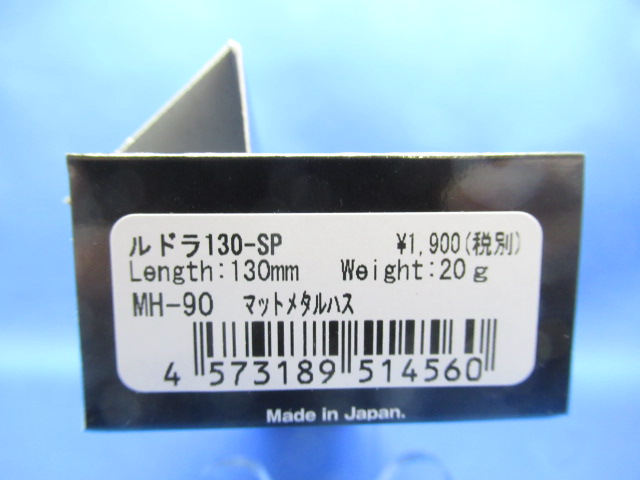 ルドラ130-SP ¥1,900(税別)
Length:130mm Weight:20g
MH-90 マットメタルハス
4 573189 514560
Made in Japan.